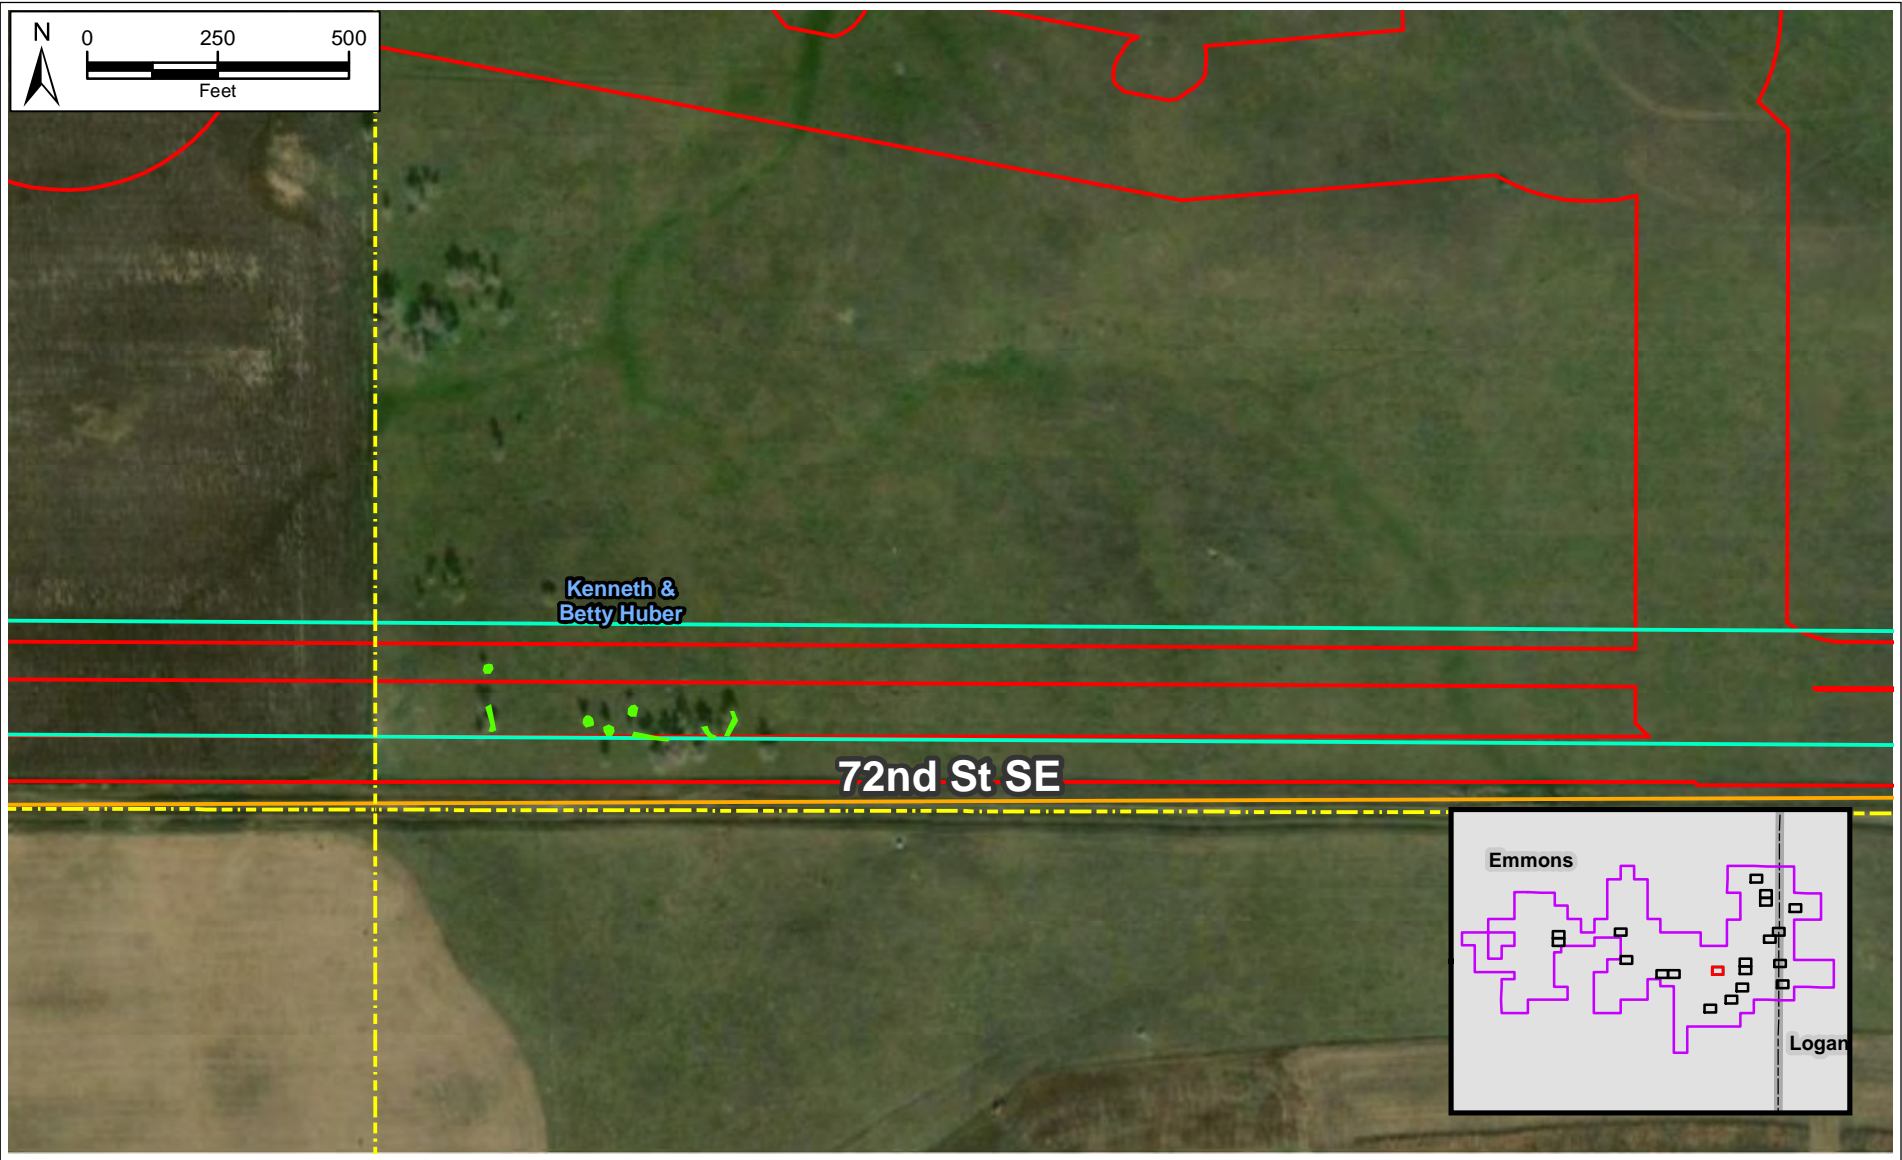 N
0 250 500
Feet
Kenneth &
Betty Huber
72nd St SE
Emmons
Logan